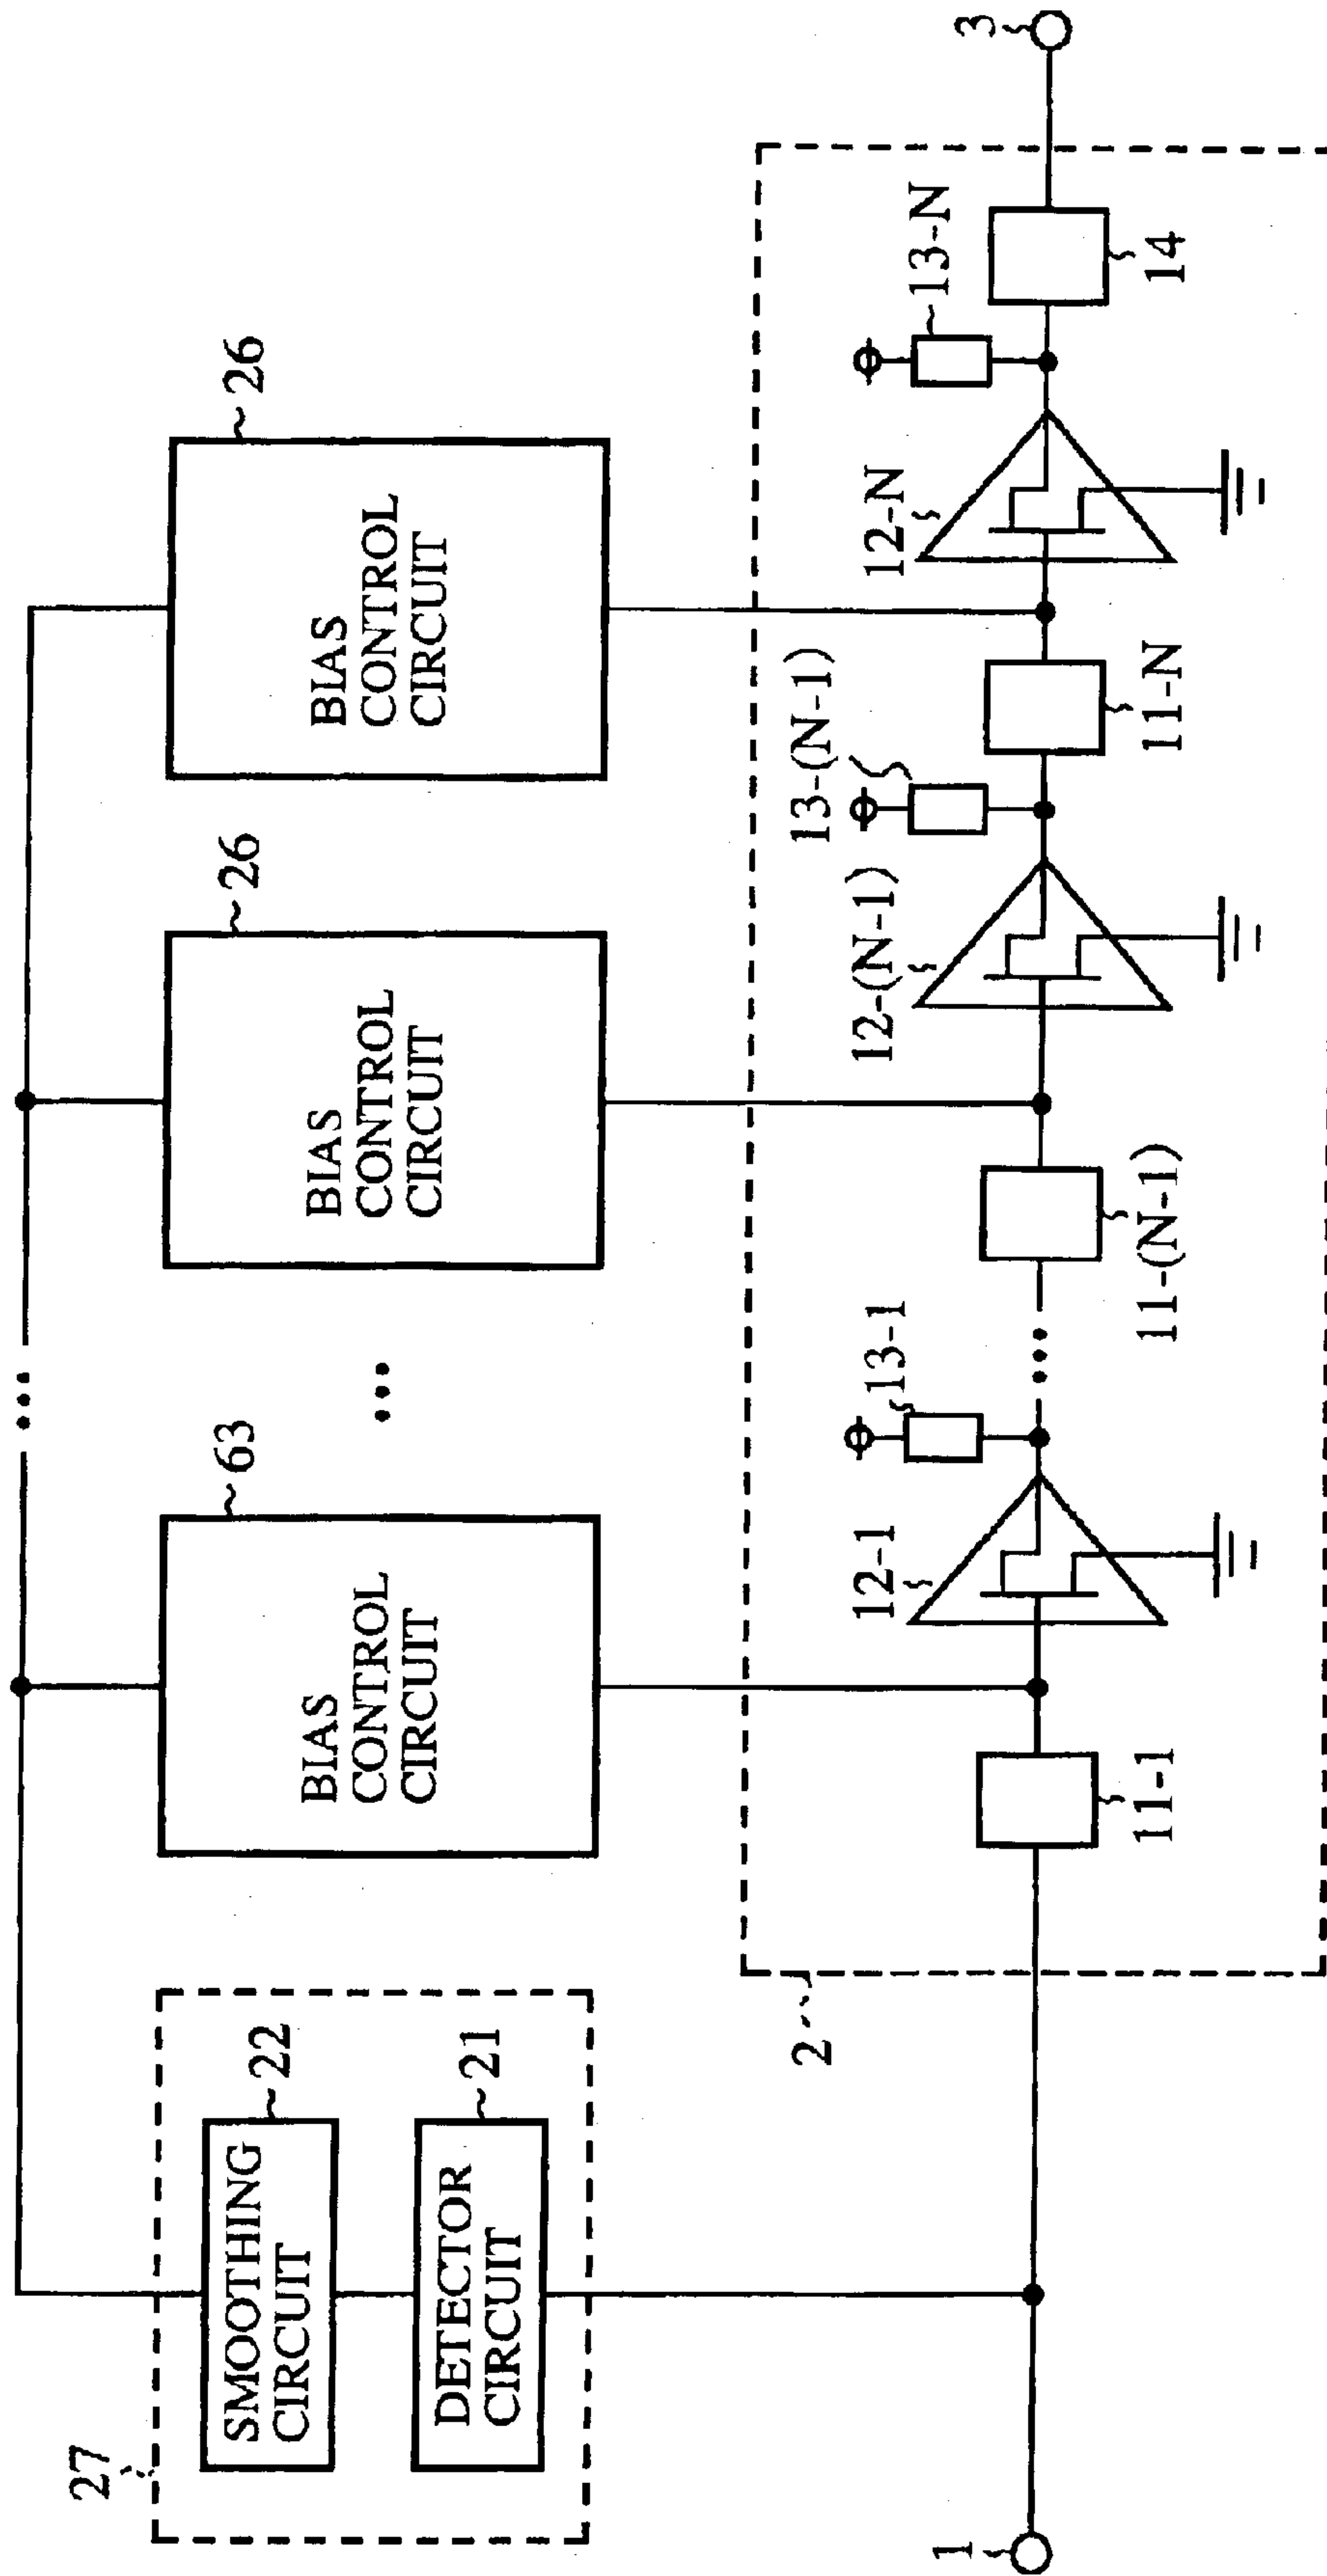 27
SMOOTHING
CIRCUIT
22
DETECTOR
CIRCUIT
21
BIAS
CONTROL
CIRCUIT
63
...
...
BIAS
CONTROL
CIRCUIT
26
BIAS
CONTROL
CIRCUIT
26
1
2
11-1
12-1
13-1
...
11-(N-1)
12-(N-1)
13-(N-1)
11-N
12-N
13-N
14
3